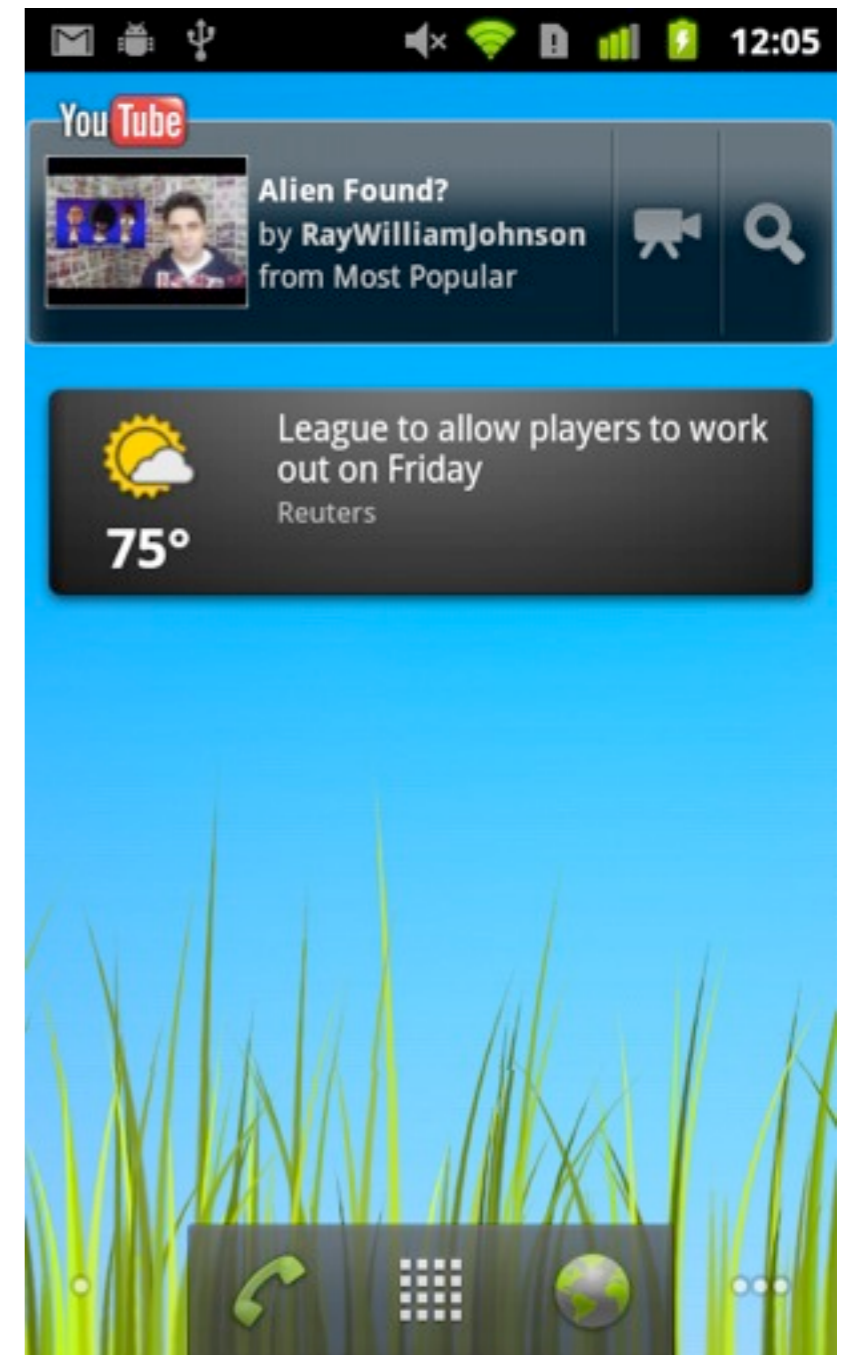 12:05
YouTube
Alien Found?
by RayWilliamJohnson
from Most Popular
League to allow players to work
out on Friday
Reuters
75°